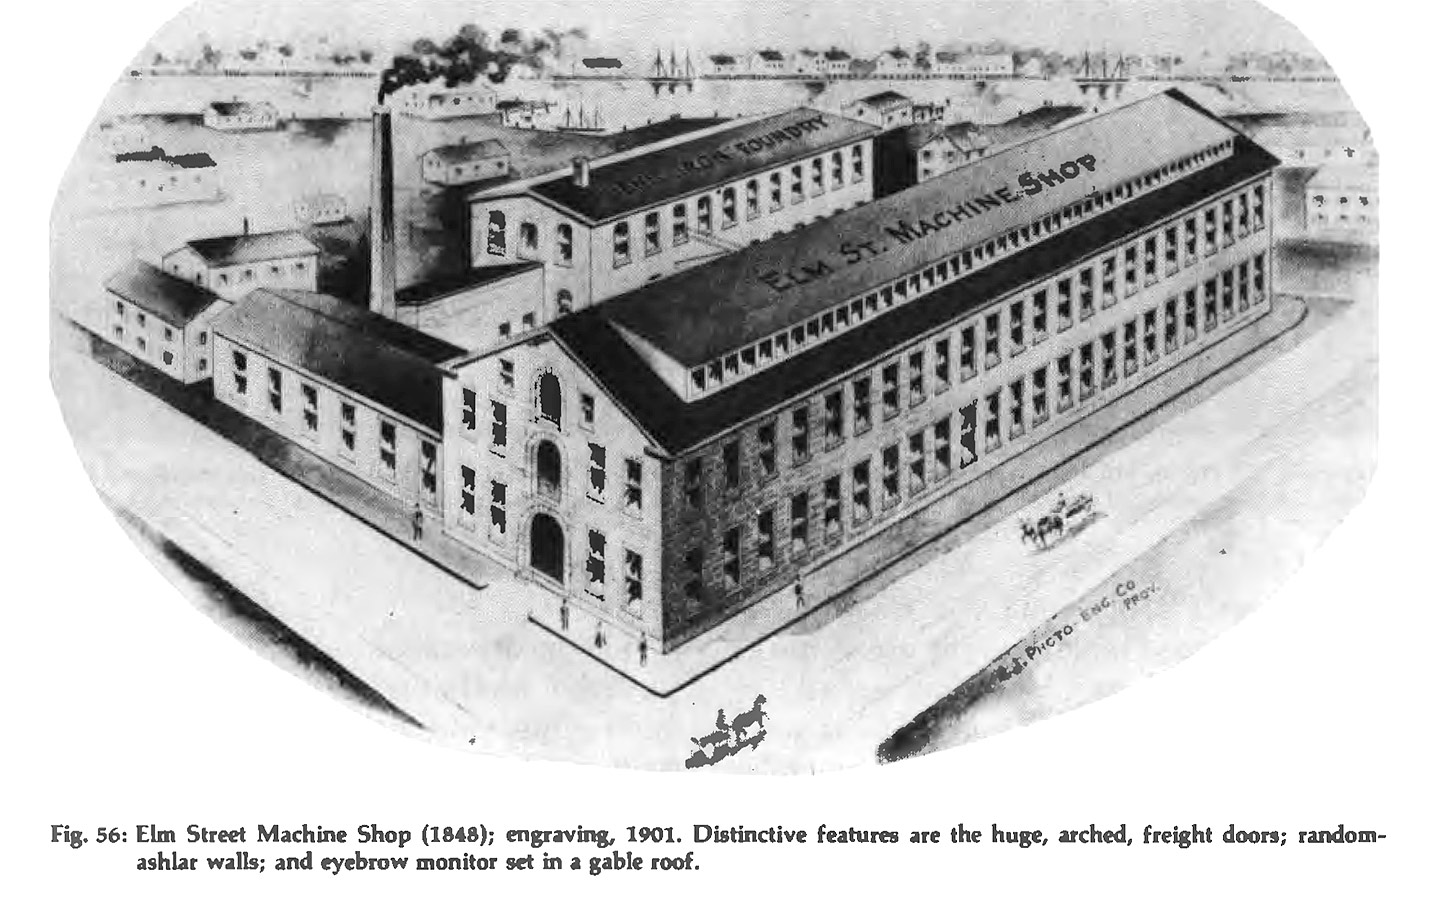 IRON FOUNDRY
ELM ST. MACHINE SHOP
R.I. PHOTO ENG. CO
PROV.
Fig. 56: Elm Street Machine Shop (1848); engraving, 1901. Distinctive features are the huge, arched, freight doors; random-
ashlar walls; and eyebrow monitor set in a gable roof.